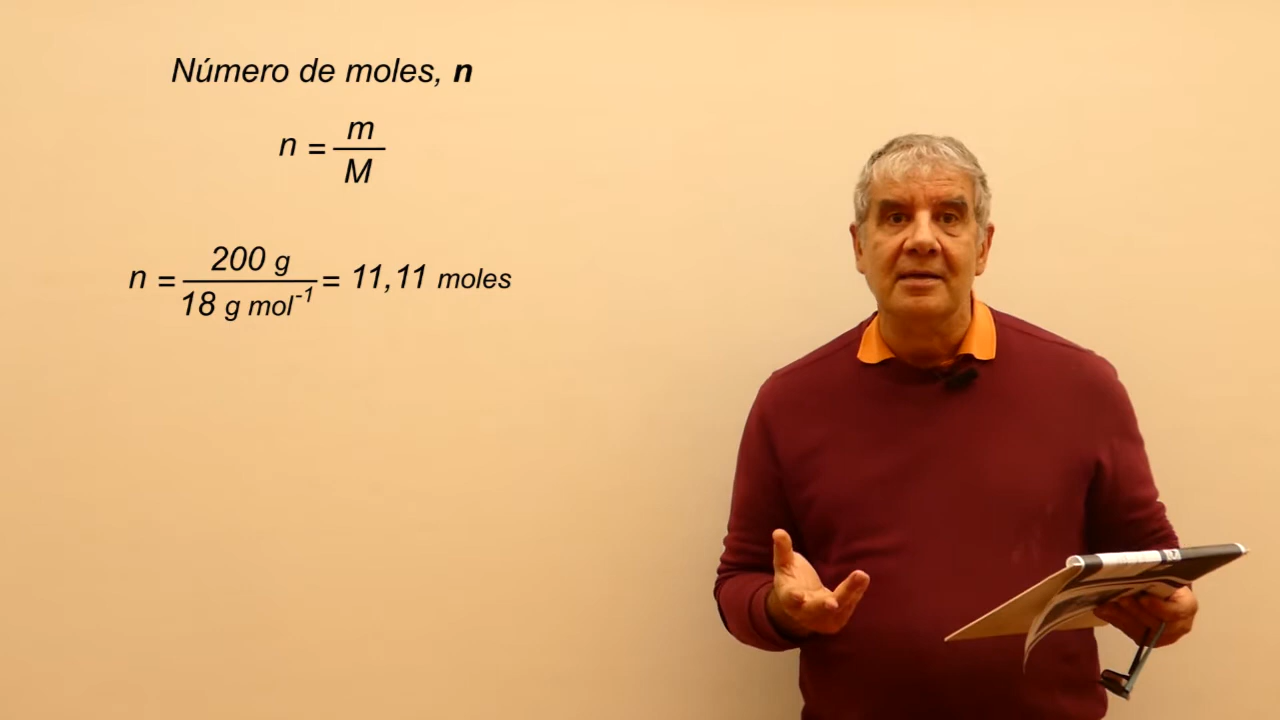 Número de moles, n
n = m / M
n = 200 g / 18 g mol⁻¹ = 11,11 moles